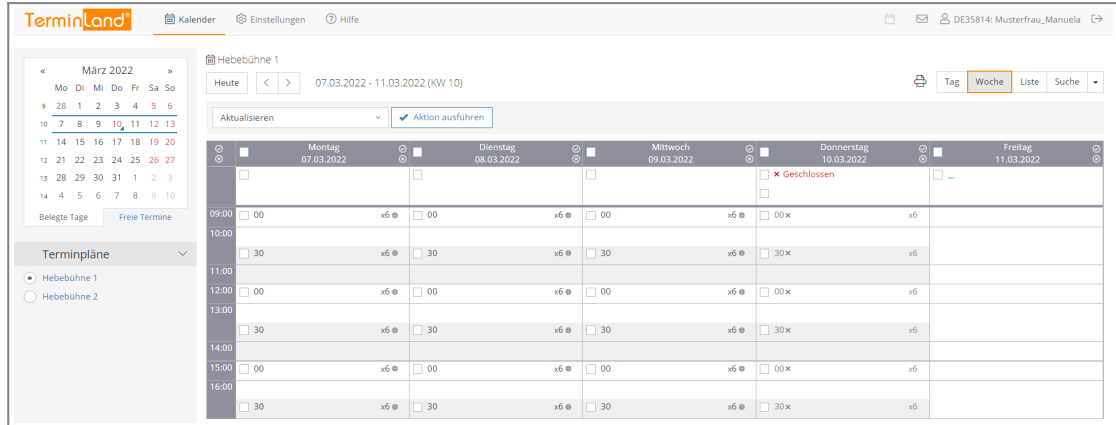 TerminLand® Kalender Einstellungen Hilfe DE35814: Musterfrau_Manuela
« März 2022 »
Mo Di Mi Do Fr Sa So
9 28 1 2 3 4 5 6
10 7 8 9 10 11 12 13
11 14 15 16 17 18 19 20
12 21 22 23 24 25 26 27
13 28 29 30 31 1 2 3
14 4 5 6 7 8 9 10
Belegte Tage Freie Termine
Terminpläne
Hebebühne 1
Hebebühne 2
Hebebühne 1
Heute < > 07.03.2022 - 11.03.2022 (KW 10) Tag Woche Liste Suche
Aktualisieren Aktion ausführen
Montag Dienstag Mittwoch Donnerstag Freitag
07.03.2022 08.03.2022 09.03.2022 10.03.2022 11.03.2022
× Geschlossen ...
09:00 00 x6 00 x6 00 x6 00 × x6
10:00
30 x6 30 x6 30 x6 30 × x6
11:00
12:00 00 x6 00 x6 00 x6 00 × x6
13:00
30 x6 30 x6 30 x6 30 × x6
14:00
15:00 00 x6 00 x6 00 x6 00 × x6
16:00
30 x6 30 x6 30 x6 30 × x6